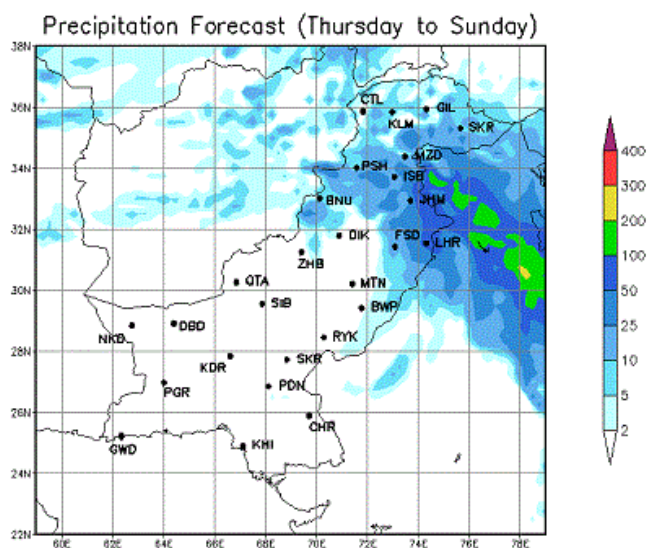 Precipitation Forecast (Thursday to Sunday)
38N
CTL
36N
KLM
GIL
SKR
400
34N
PSH
MZD
ISB
300
BNU
JHM
200
32N
DIK
FSD
LHR
100
ZHB
30N
QTA
SIB
MTN
50
BWP
NKD
DBD
25
28N
RYK
KDR
SKR
10
PGR
PDN
5
26N
CHR
GWD
KHI
2
24N
22N
60E 62E 64E 66E 68E 70E 72E 74E 76E 78E